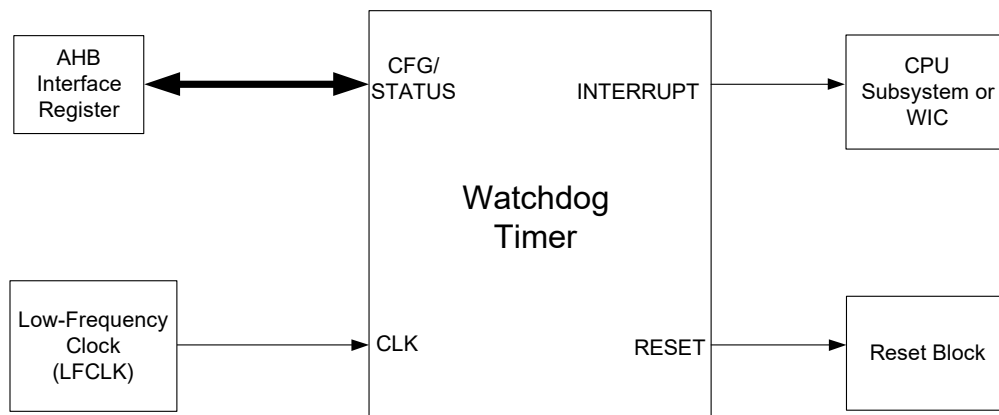 AHB
Interface
Register
CFG/
STATUS
INTERRUPT
CPU
Subsystem or
WIC
Watchdog
Timer
Low-Frequency
Clock
(LFCLK)
CLK
RESET
Reset Block